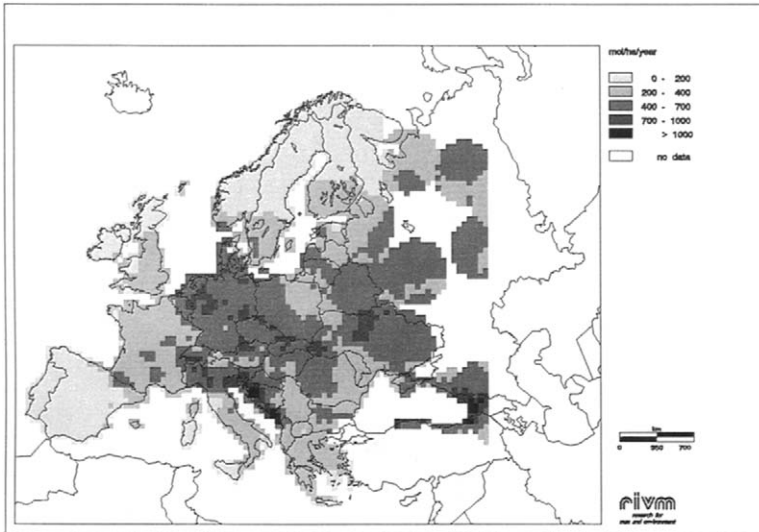 mol/ha/year
0 - 200
200 - 400
400 - 700
700 - 1000
> 1000
no data
km
0 350 700
rivm
research for
man and environment